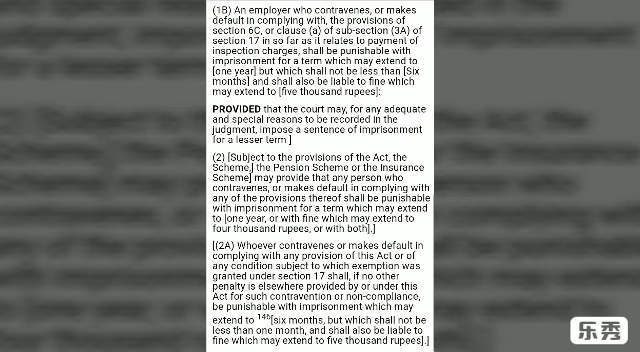 (1B) An employer who contravenes, or makes
default in complying with, the provisions of
section 6C, or clause (a) of sub-section (3A) of
section 17 in so far as it relates to payment of
inspection charges, shall be punishable with
imprisonment for a term which may extend to
[one year] but which shall not be less than [Six
months] and shall also be liable to fine which
may extend to [five thousand rupees]:
PROVIDED that the court may, for any adequate
and special reasons to be recorded in the
judgment, impose a sentence of imprisonment
for a lesser term ]
(2) [Subject to the provisions of the Act, the
Scheme,] the Pension Scheme or the Insurance
Scheme] may provide that any person who
contravenes, or makes default in complying with
any of the provisions thereof shall be punishable
with imprisonment for a term which may extend
to [one year, or with fine which may extend to
four thousand rupees, or with both].]
[(2A) Whoever contravenes or makes default in
complying with any provision of this Act or of
any condition subject to which exemption was
granted under section 17 shall, if no other
penalty is elsewhere provided by or under this
Act for such contravention or non-compliance,
be punishable with imprisonment which may
extend to 146[six months, but which shall not be
less than one month, and shall also be liable to
fine which may extend to five thousand rupees].]
乐秀